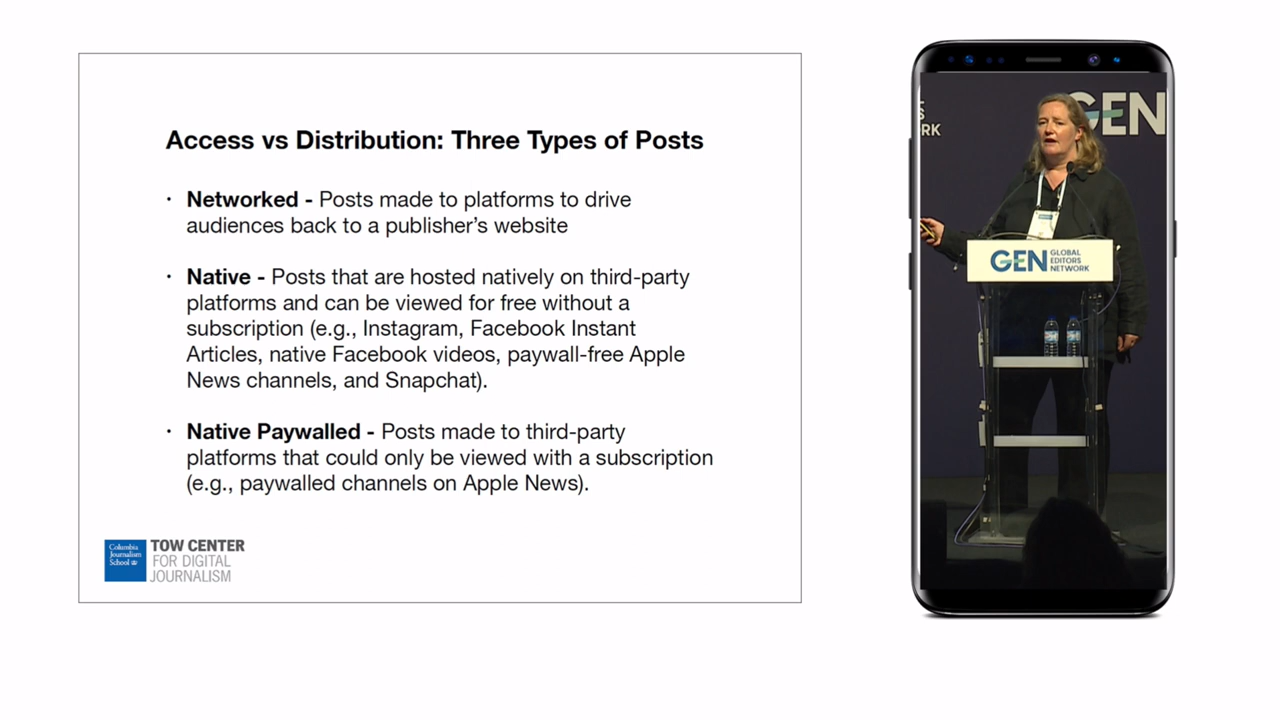 Access vs Distribution: Three Types of Posts
• Networked - Posts made to platforms to drive
audiences back to a publisher's website
• Native - Posts that are hosted natively on third-party
platforms and can be viewed for free without a
subscription (e.g., Instagram, Facebook Instant
Articles, native Facebook videos, paywall-free Apple
News channels, and Snapchat).
• Native Paywalled - Posts made to third-party
platforms that could only be viewed with a subscription
(e.g., paywalled channels on Apple News).
Columbia
Journalism
School
TOW CENTER
FOR DIGITAL
JOURNALISM
GEN
RK
GEN
GLOBAL
EDITORS
NETWORK